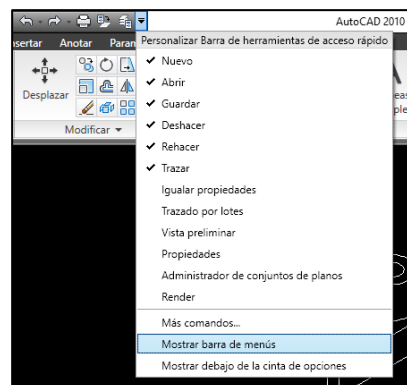 AutoCAD 2010
Insertar Anotar Param
Personalizar Barra de herramientas de acceso rápido
Desplazar
Modificar
Nuevo
Abrir
Guardar
Deshacer
Rehacer
Trazar
Igualar propiedades
Trazado por lotes
Vista preliminar
Propiedades
Administrador de conjuntos de planos
Render
Más comandos...
Mostrar barra de menús
Mostrar debajo de la cinta de opciones